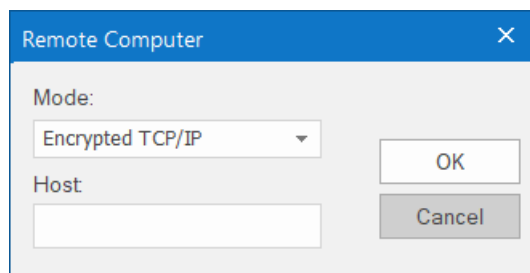 Remote Computer
Mode:
Encrypted TCP/IP
OK
Host:
Cancel